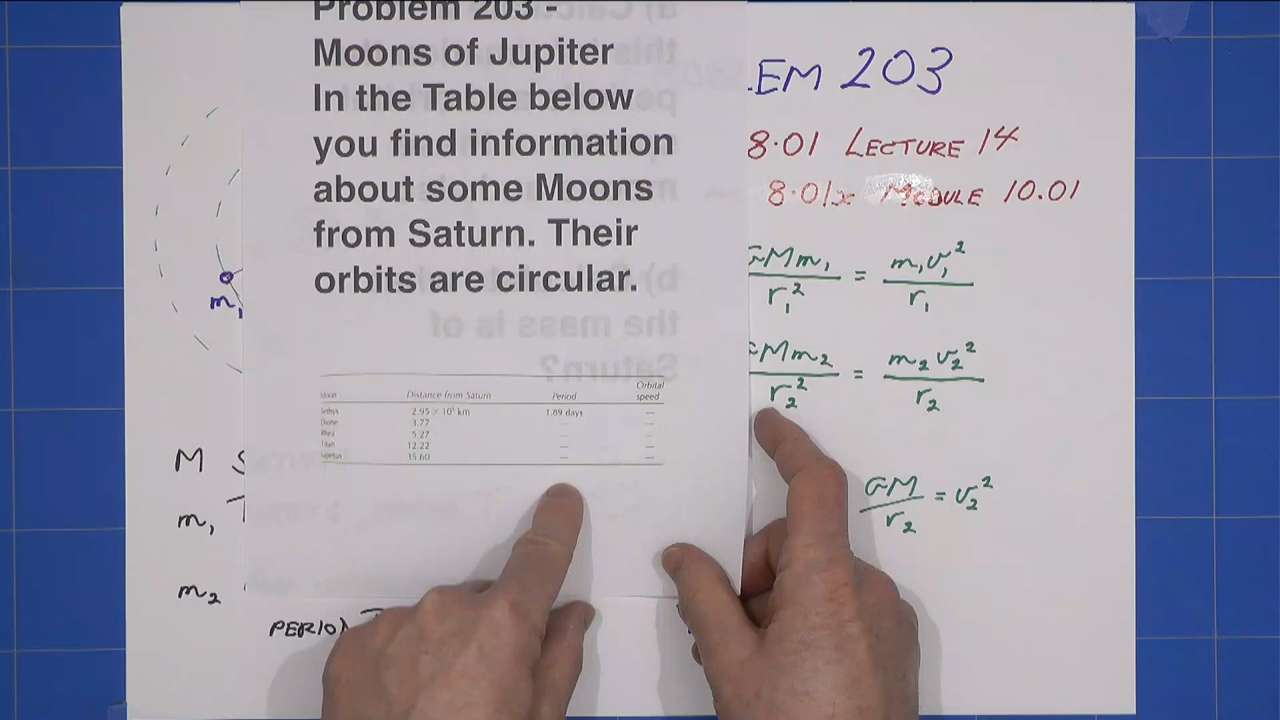 Problem 203 -
Moons of Jupiter
In the Table below
you find information
about some Moons
from Saturn. Their
orbits are circular.
Moon Distance from Saturn Period Orbital speed
Tethys 2.95 × 10⁵ km 1.89 days —
Dione 3.77 — —
Rhea 5.27 — —
Titan 12.22 — —
35.60 — —
EM 203
8.01 LECTURE 14
8.01x MODULE 10.01
GMm₁/r₁² = m₁v₁²/r₁
GMm₂/r₂² = m₂v₂²/r₂
GM/r₂ = v₂²
m₁
M S
m₁ T
m₂
PERIOD